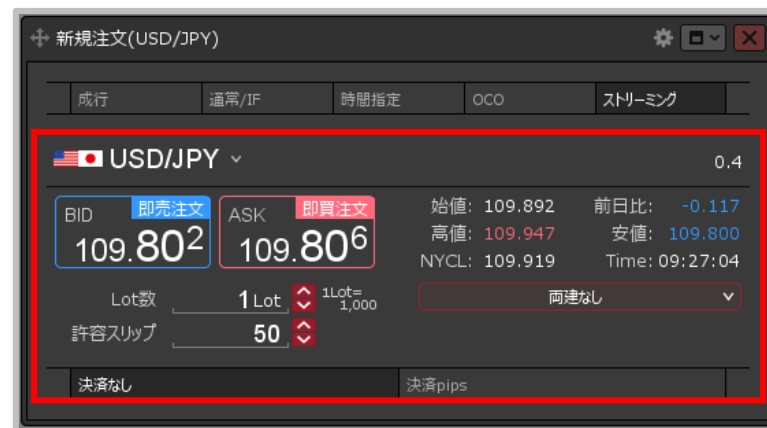 新規注文(USD/JPY)
成行 通常/IF 時間指定 OCO ストリーミング
USD/JPY 0.4
BID 即売注文 ASK 即買注文 始値: 109.892 前日比: -0.117
109.802 109.806 高値: 109.947 安値: 109.800
NYCL: 109.919 Time: 09:27:04
Lot数 1 Lot 1Lot= 1,000 両建なし
許容スリップ 50
決済なし 決済pips